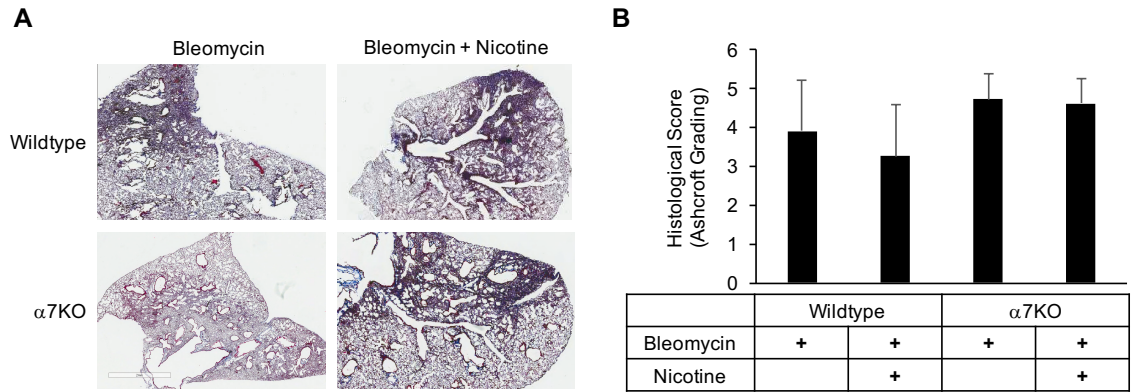 A
Bleomycin
Bleomycin + Nicotine
Wildtype
α7KO
B
Histological Score
(Ashcroft Grading)
6
5
4
3
2
1
0
Wildtype
α7KO
Bleomycin + + + +
Nicotine + +